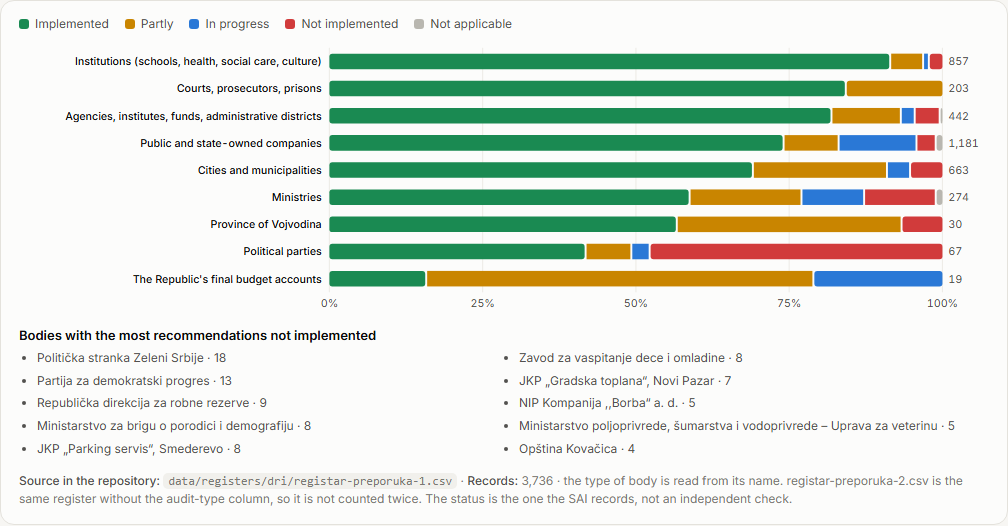 Implemented Partly In progress Not implemented Not applicable
Institutions (schools, health, social care, culture) 857
Courts, prosecutors, prisons 203
Agencies, institutes, funds, administrative districts 442
Public and state-owned companies 1,181
Cities and municipalities 663
Ministries 274
Province of Vojvodina 30
Political parties 67
The Republic's final budget accounts 19
0% 25% 50% 75% 100%
Bodies with the most recommendations not implemented
• Politička stranka Zeleni Srbije · 18
• Partija za demokratski progres · 13
• Republička direkcija za robne rezerve · 9
• Ministarstvo za brigu o porodici i demografiju · 8
• JKP „Parking servis“, Smederevo · 8
• Zavod za vaspitanje dece i omladine · 8
• JKP „Gradska toplana“, Novi Pazar · 7
• NIP Kompanija ,,Borba“ a. d. · 5
• Ministarstvo poljoprivrede, šumarstva i vodoprivrede – Uprava za veterinu · 5
• Opština Kovačica · 4
Source in the repository: data/registers/dri/registar-preporuka-1.csv · Records: 3,736 · the type of body is read from its name. registar-preporuka-2.csv is the
same register without the audit-type column, so it is not counted twice. The status is the one the SAI records, not an independent check.